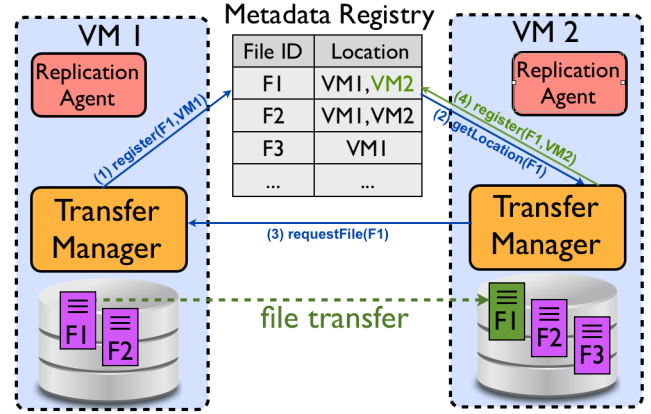 Metadata Registry
VM 1
VM 2
Replication
Agent
File ID Location
F1 VM1,VM2
F2 VM1,VM2
F3 VM1
... ...
Replication
Agent
(1) register(F1,VM1)
(4) register(F1,VM2)
(2) getLocation(F1)
Transfer
Manager
(3) requestFile(F1)
Transfer
Manager
F1
F2
file transfer
F1
F2
F3